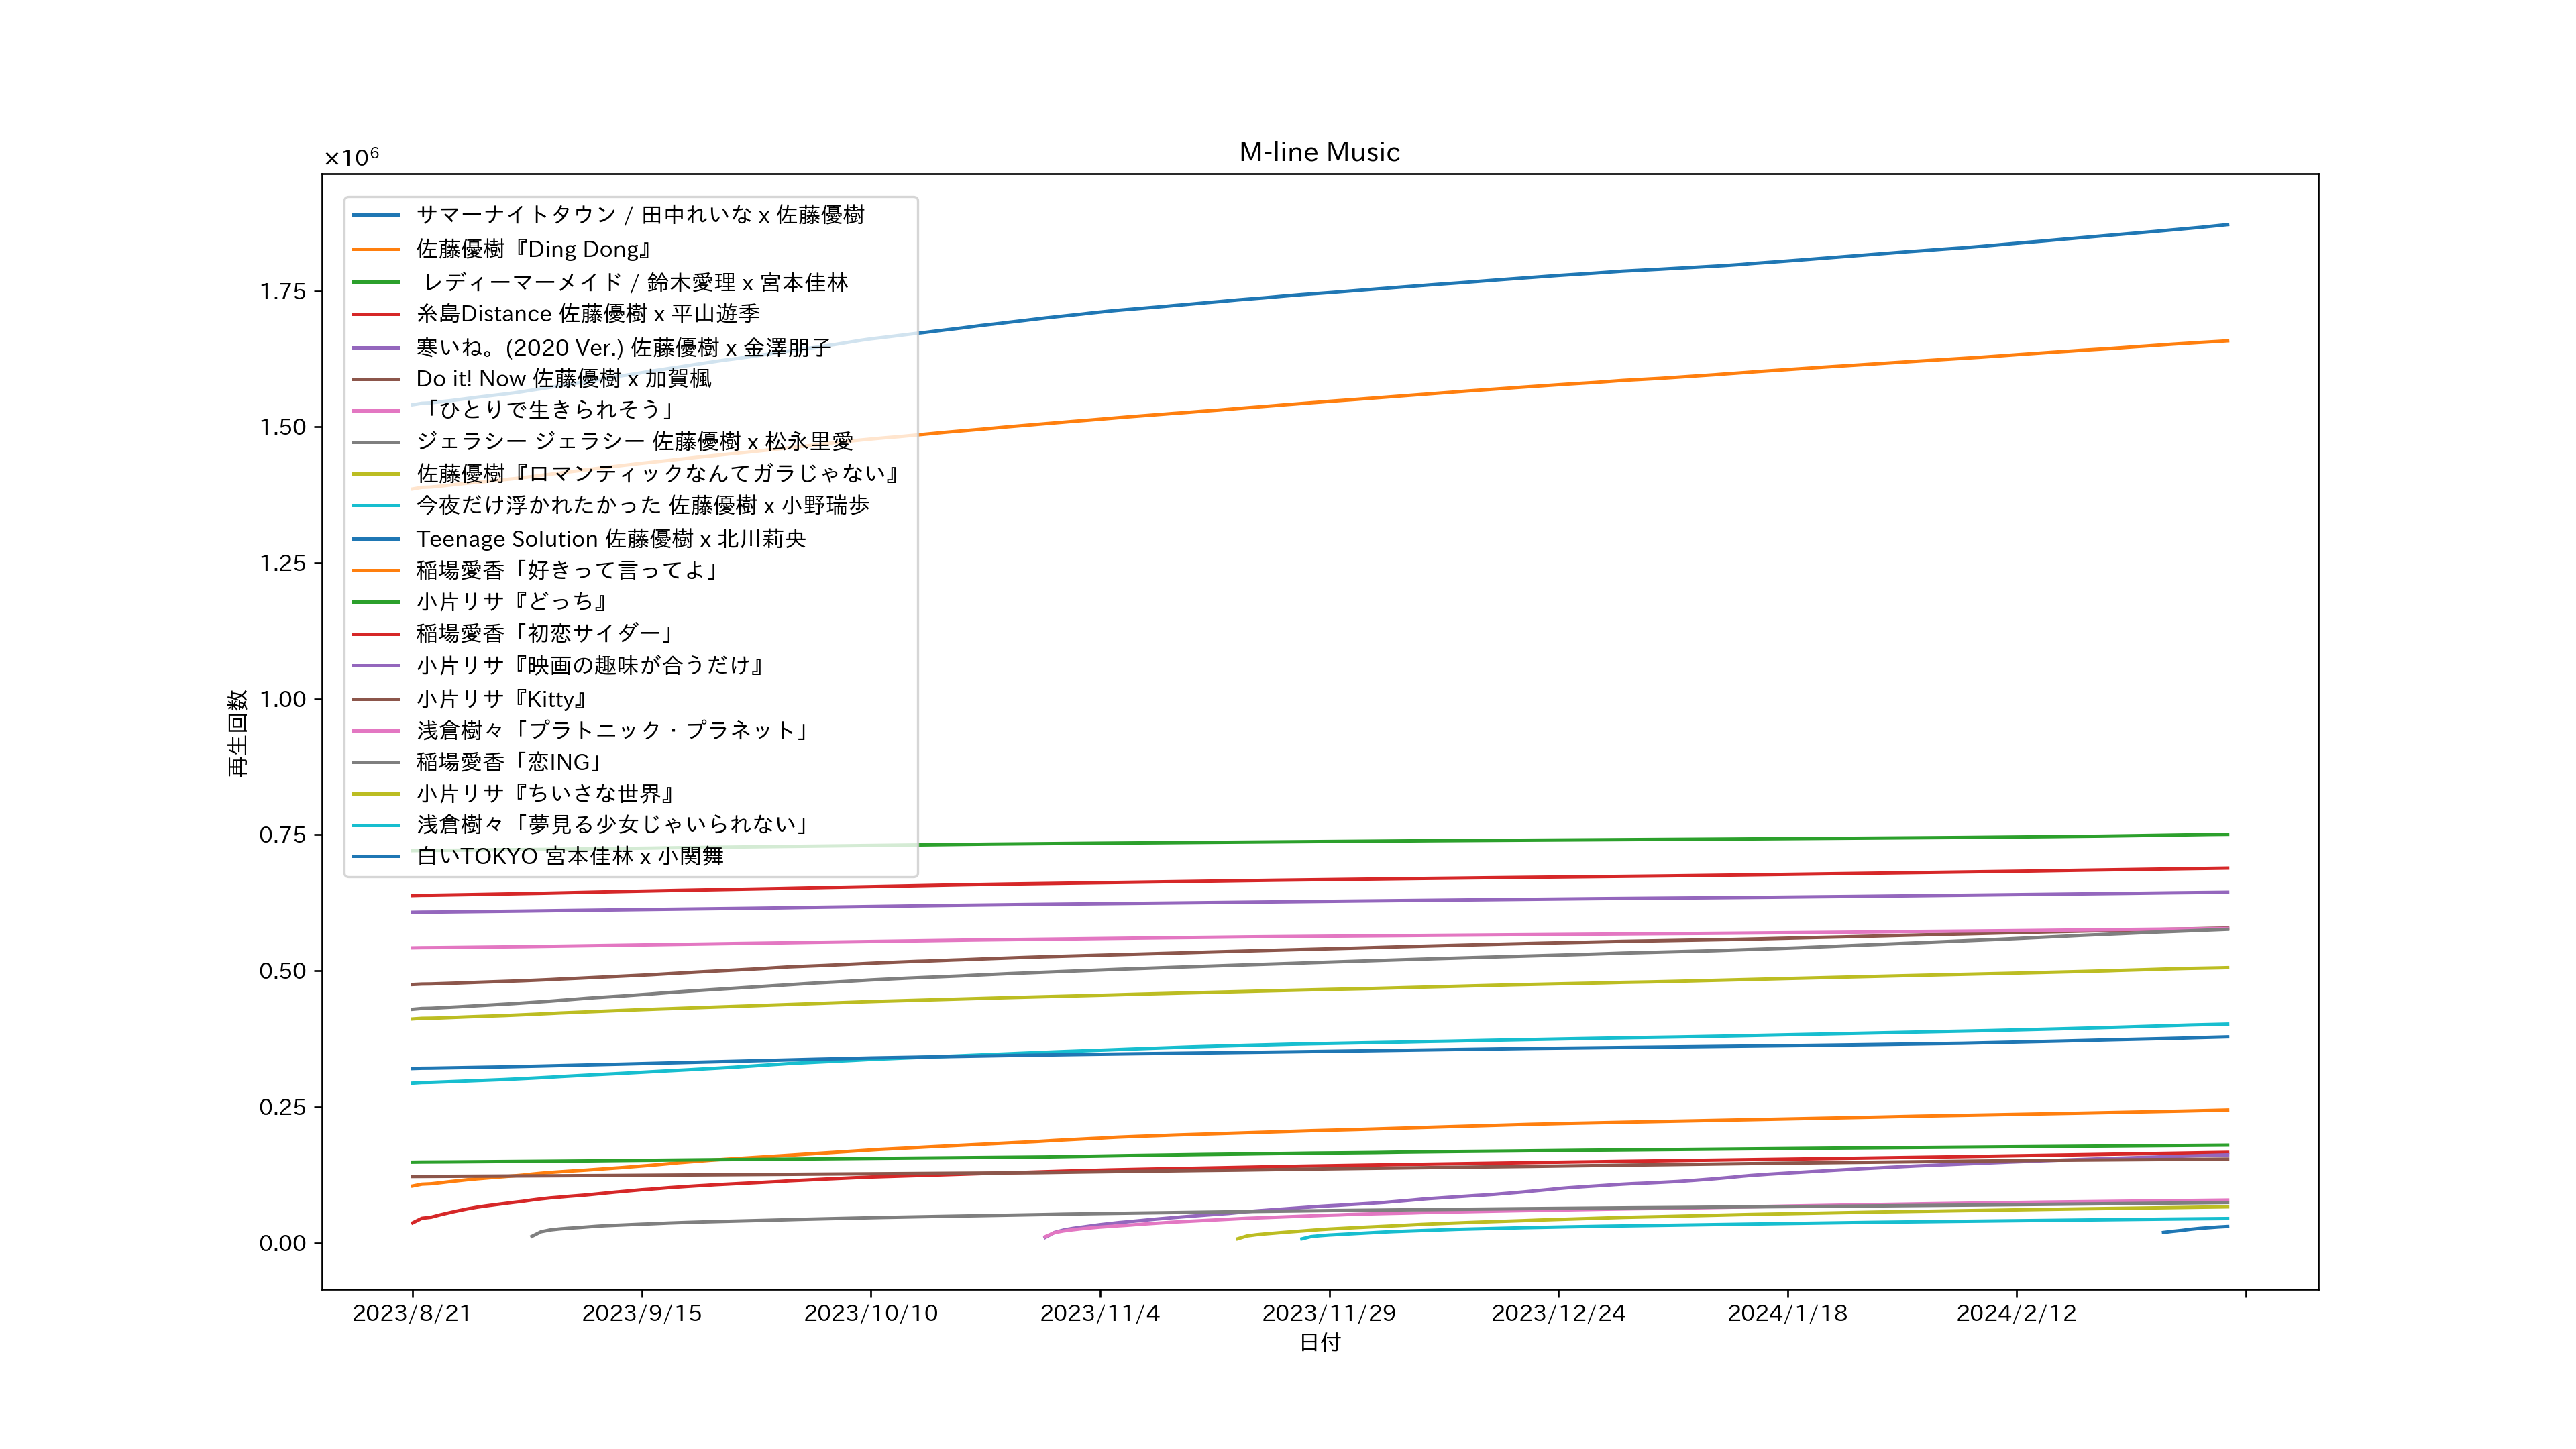 M-line Music
×10⁶
サマーナイトタウン / 田中れいな x 佐藤優樹
佐藤優樹『Ding Dong』
レディーマーメイド / 鈴木愛理 x 宮本佳林
糸島Distance 佐藤優樹 x 平山遊季
寒いね。(2020 Ver.) 佐藤優樹 x 金澤朋子
Do it! Now 佐藤優樹 x 加賀楓
「ひとりで生きられそう」
ジェラシー ジェラシー 佐藤優樹 x 松永里愛
佐藤優樹『ロマンティックなんてガラじゃない』
今夜だけ浮かれたかった 佐藤優樹 x 小野瑞歩
Teenage Solution 佐藤優樹 x 北川莉央
稲場愛香「好きって言ってよ」
小片リサ『どっち』
稲場愛香「初恋サイダー」
小片リサ『映画の趣味が合うだけ』
小片リサ『Kitty』
浅倉樹々「プラトニック・プラネット」
稲場愛香「恋ING」
小片リサ『ちいさな世界』
浅倉樹々「夢見る少女じゃいられない」
白いTOKYO 宮本佳林 x 小関舞
1.75
1.50
1.25
1.00
0.75
0.50
0.25
0.00
再生回数
2023/8/21
2023/9/15
2023/10/10
2023/11/4
2023/11/29
2023/12/24
2024/1/18
2024/2/12
日付